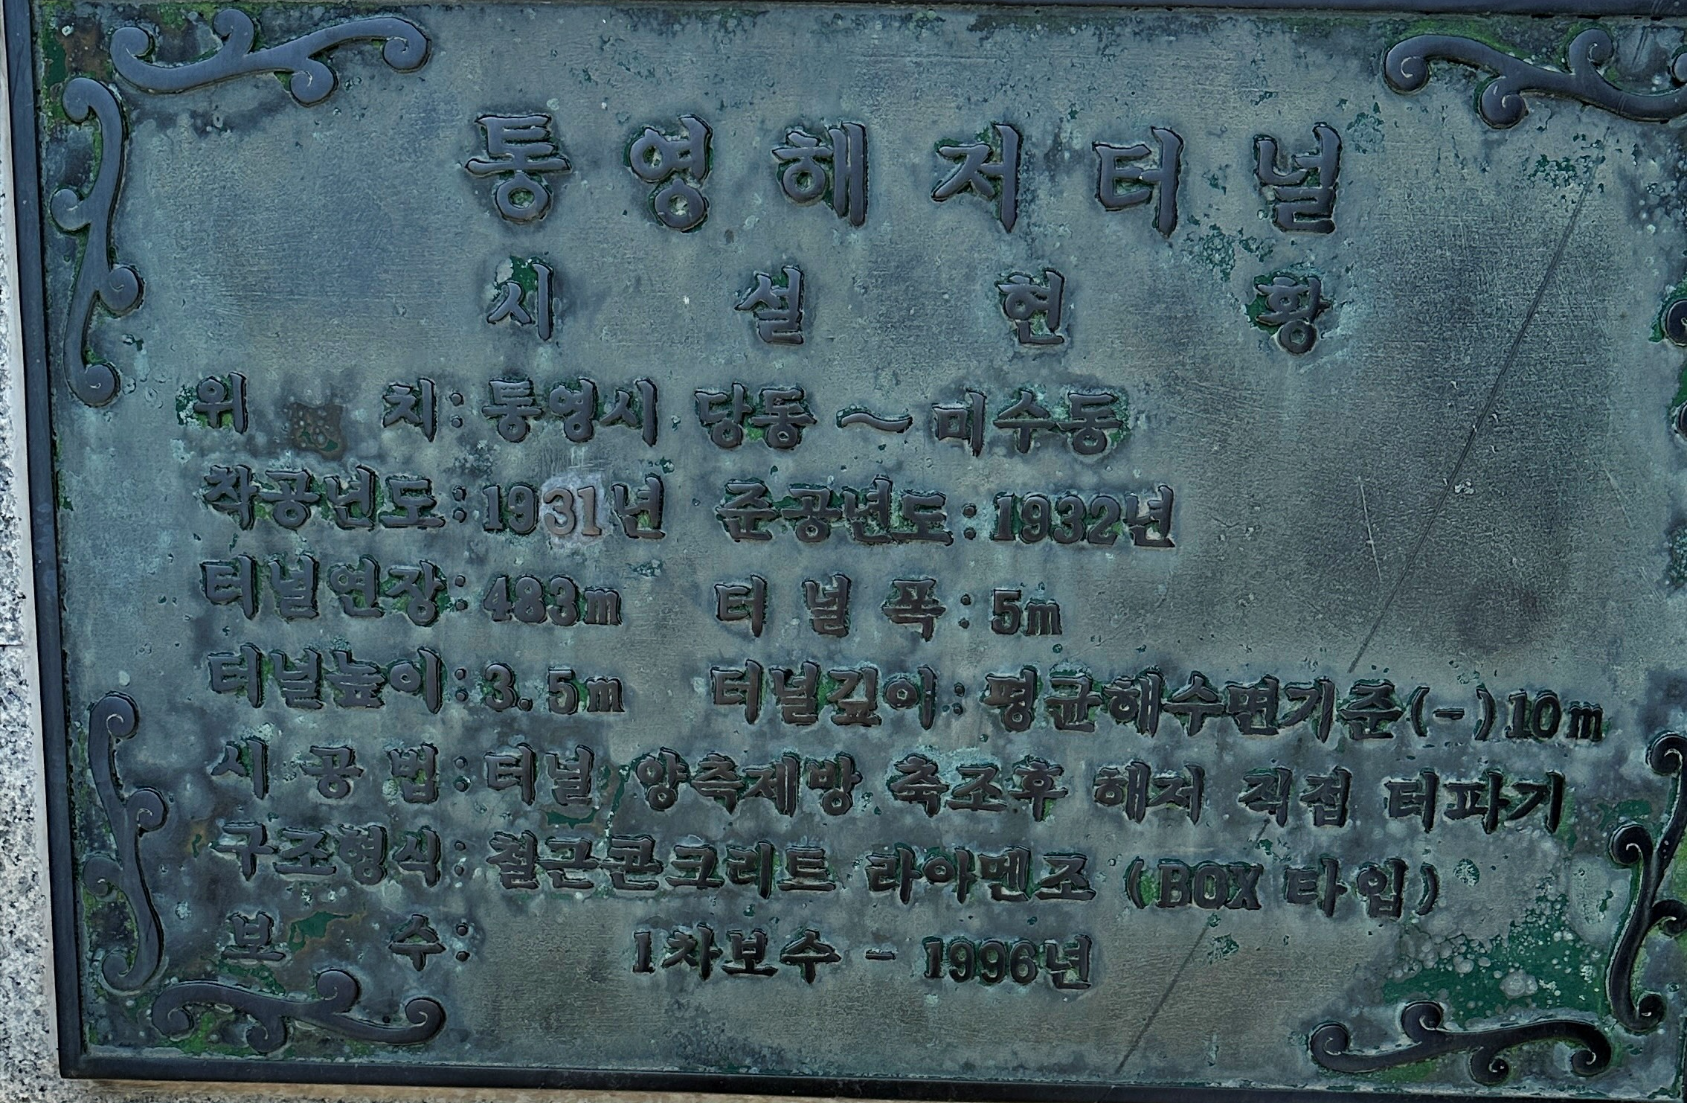 통영해저터널
시설현황
위 치: 통영시 당동 ~ 미수동
착공년도: 1931년 준공년도: 1932년
터널연장: 483m 터 널 폭: 5m
터널높이: 3.5m 터널깊이: 평균해수면기준(-)10m
시 공 법: 터널 양측제방 축조후 해저 직접 터파기
구조형식: 철근콘크리트 라아멘조 (BOX 타입)
보 수: 1차보수 - 1996년